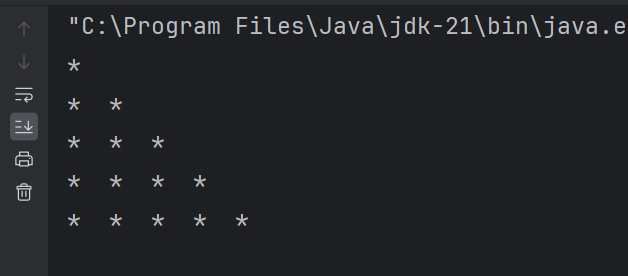 "C:\Program Files\Java\jdk-21\bin\java.e
*
*  *
*  *  *
*  *  *  *
*  *  *  *  *